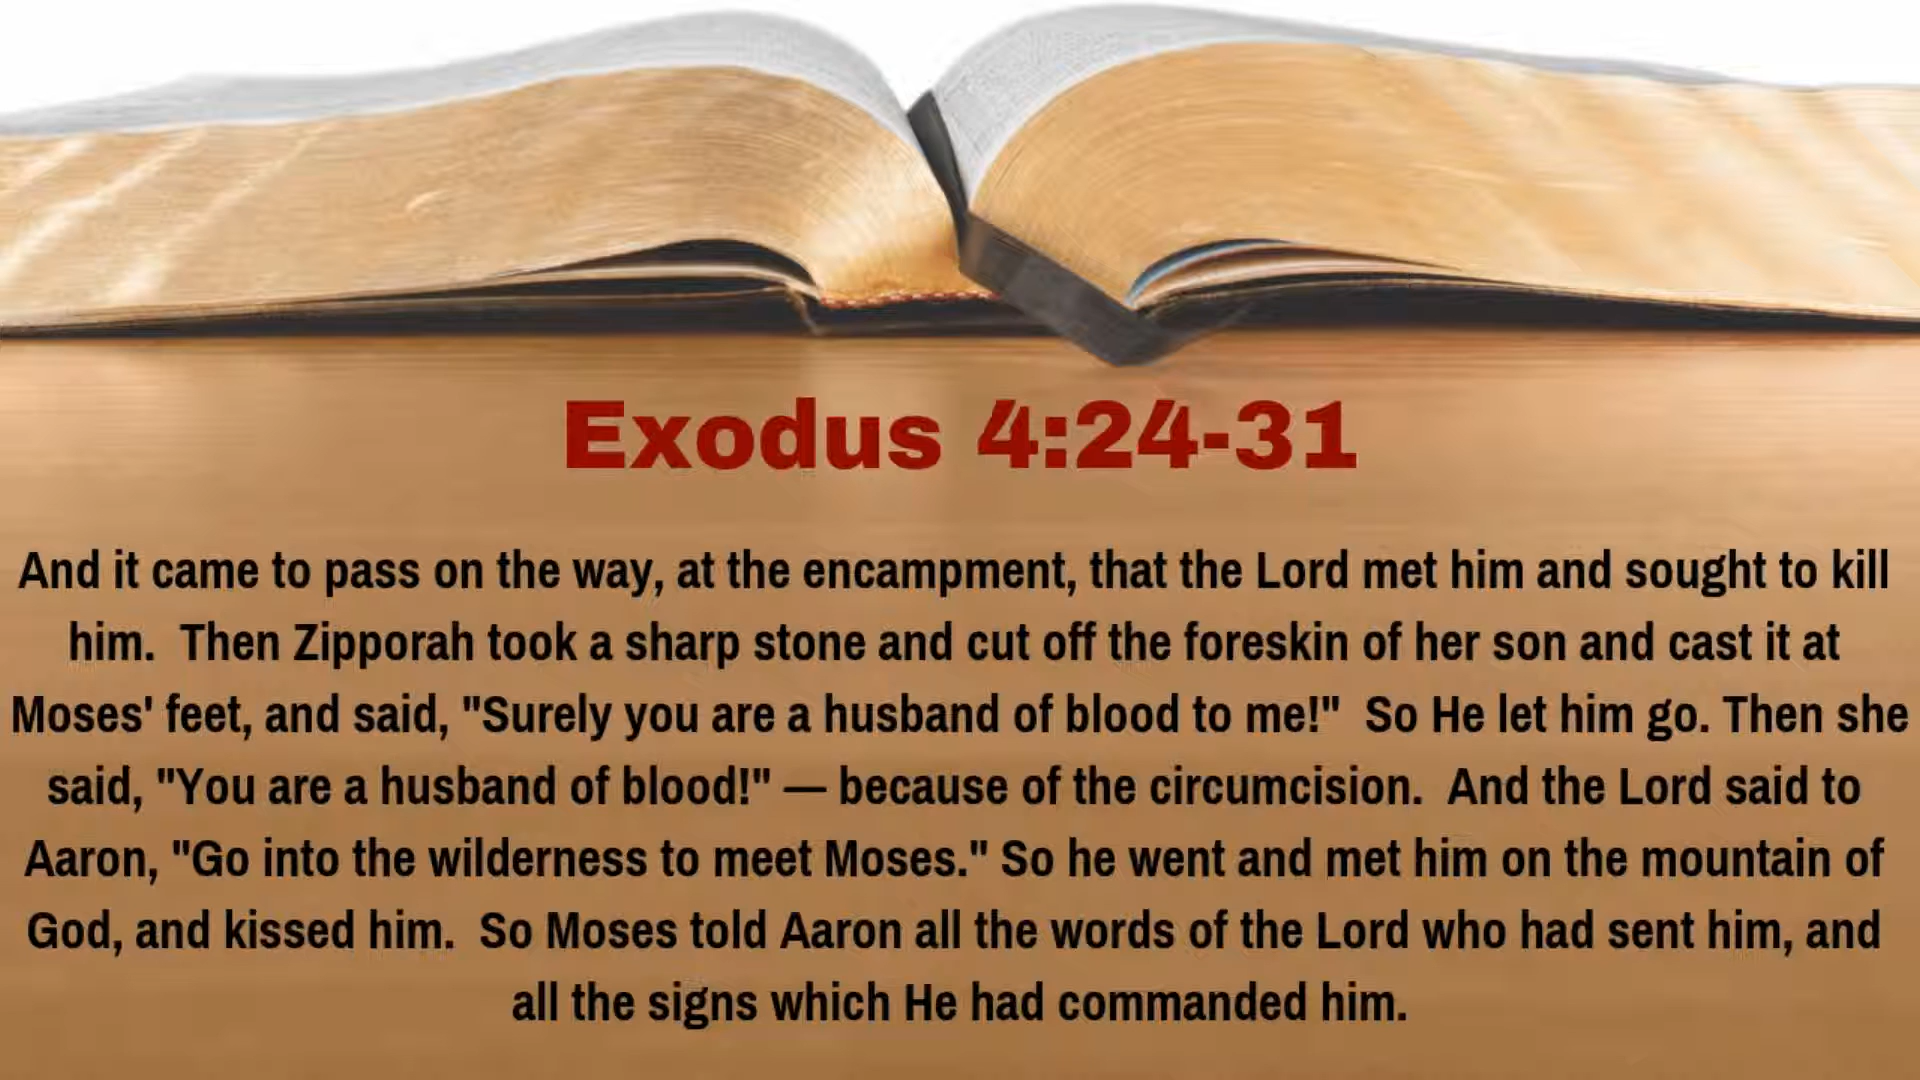 Exodus 4:24-31
And it came to pass on the way, at the encampment, that the Lord met him and sought to kill
him.  Then Zipporah took a sharp stone and cut off the foreskin of her son and cast it at
Moses' feet, and said, "Surely you are a husband of blood to me!"  So He let him go. Then she
said, "You are a husband of blood!" — because of the circumcision.  And the Lord said to
Aaron, "Go into the wilderness to meet Moses." So he went and met him on the mountain of
God, and kissed him.  So Moses told Aaron all the words of the Lord who had sent him, and
all the signs which He had commanded him.